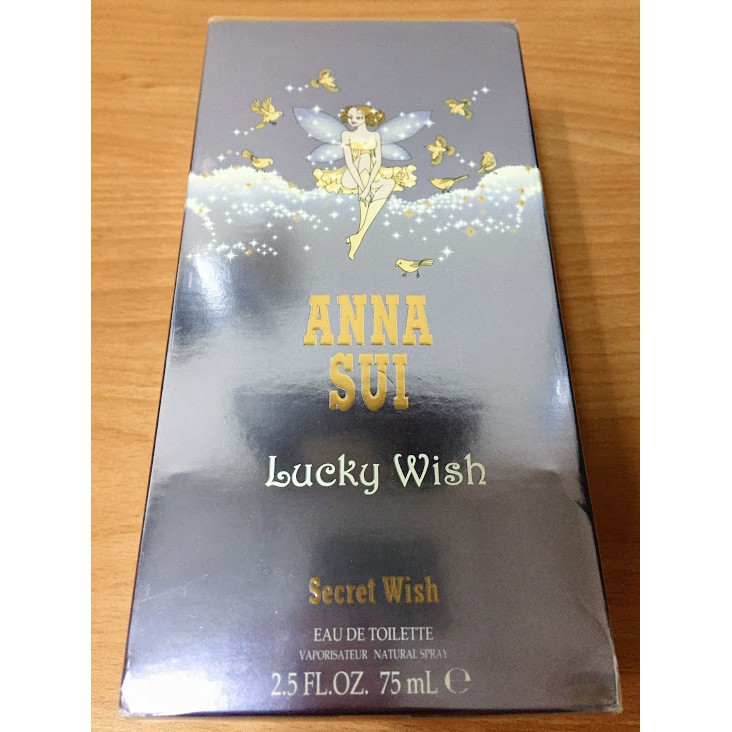 ANNA
SUI
Lucky Wish
Secret Wish
EAU DE TOILETTE
VAPORISATEUR NATURAL SPRAY
2.5 FL.OZ. 75 mL ℮